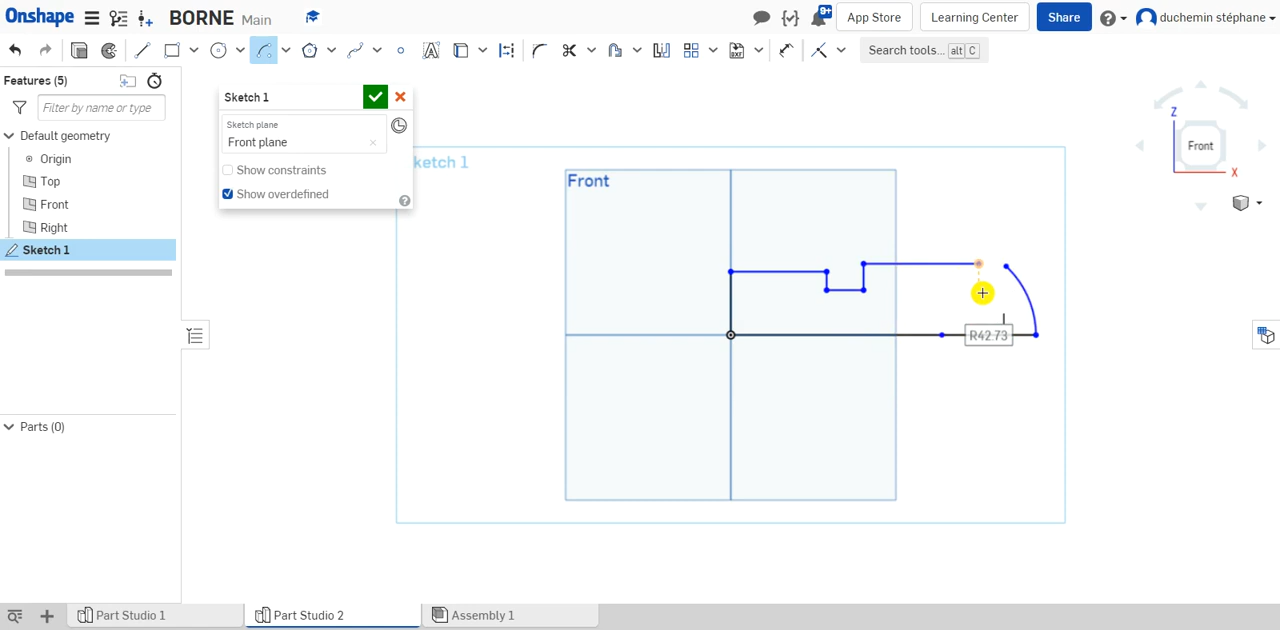 Onshape
BORNE Main
9+
App Store
Learning Center
Share
duchemin stéphane
Search tools... alt C
Features (5)
Filter by name or type
Default geometry
Origin
Top
Front
Right
Sketch 1
Parts (0)
Sketch 1
Sketch plane
Front plane
Show constraints
Show overdefined
ketch 1
Front
R42.73
Z
Front
X
Part Studio 1
Part Studio 2
Assembly 1